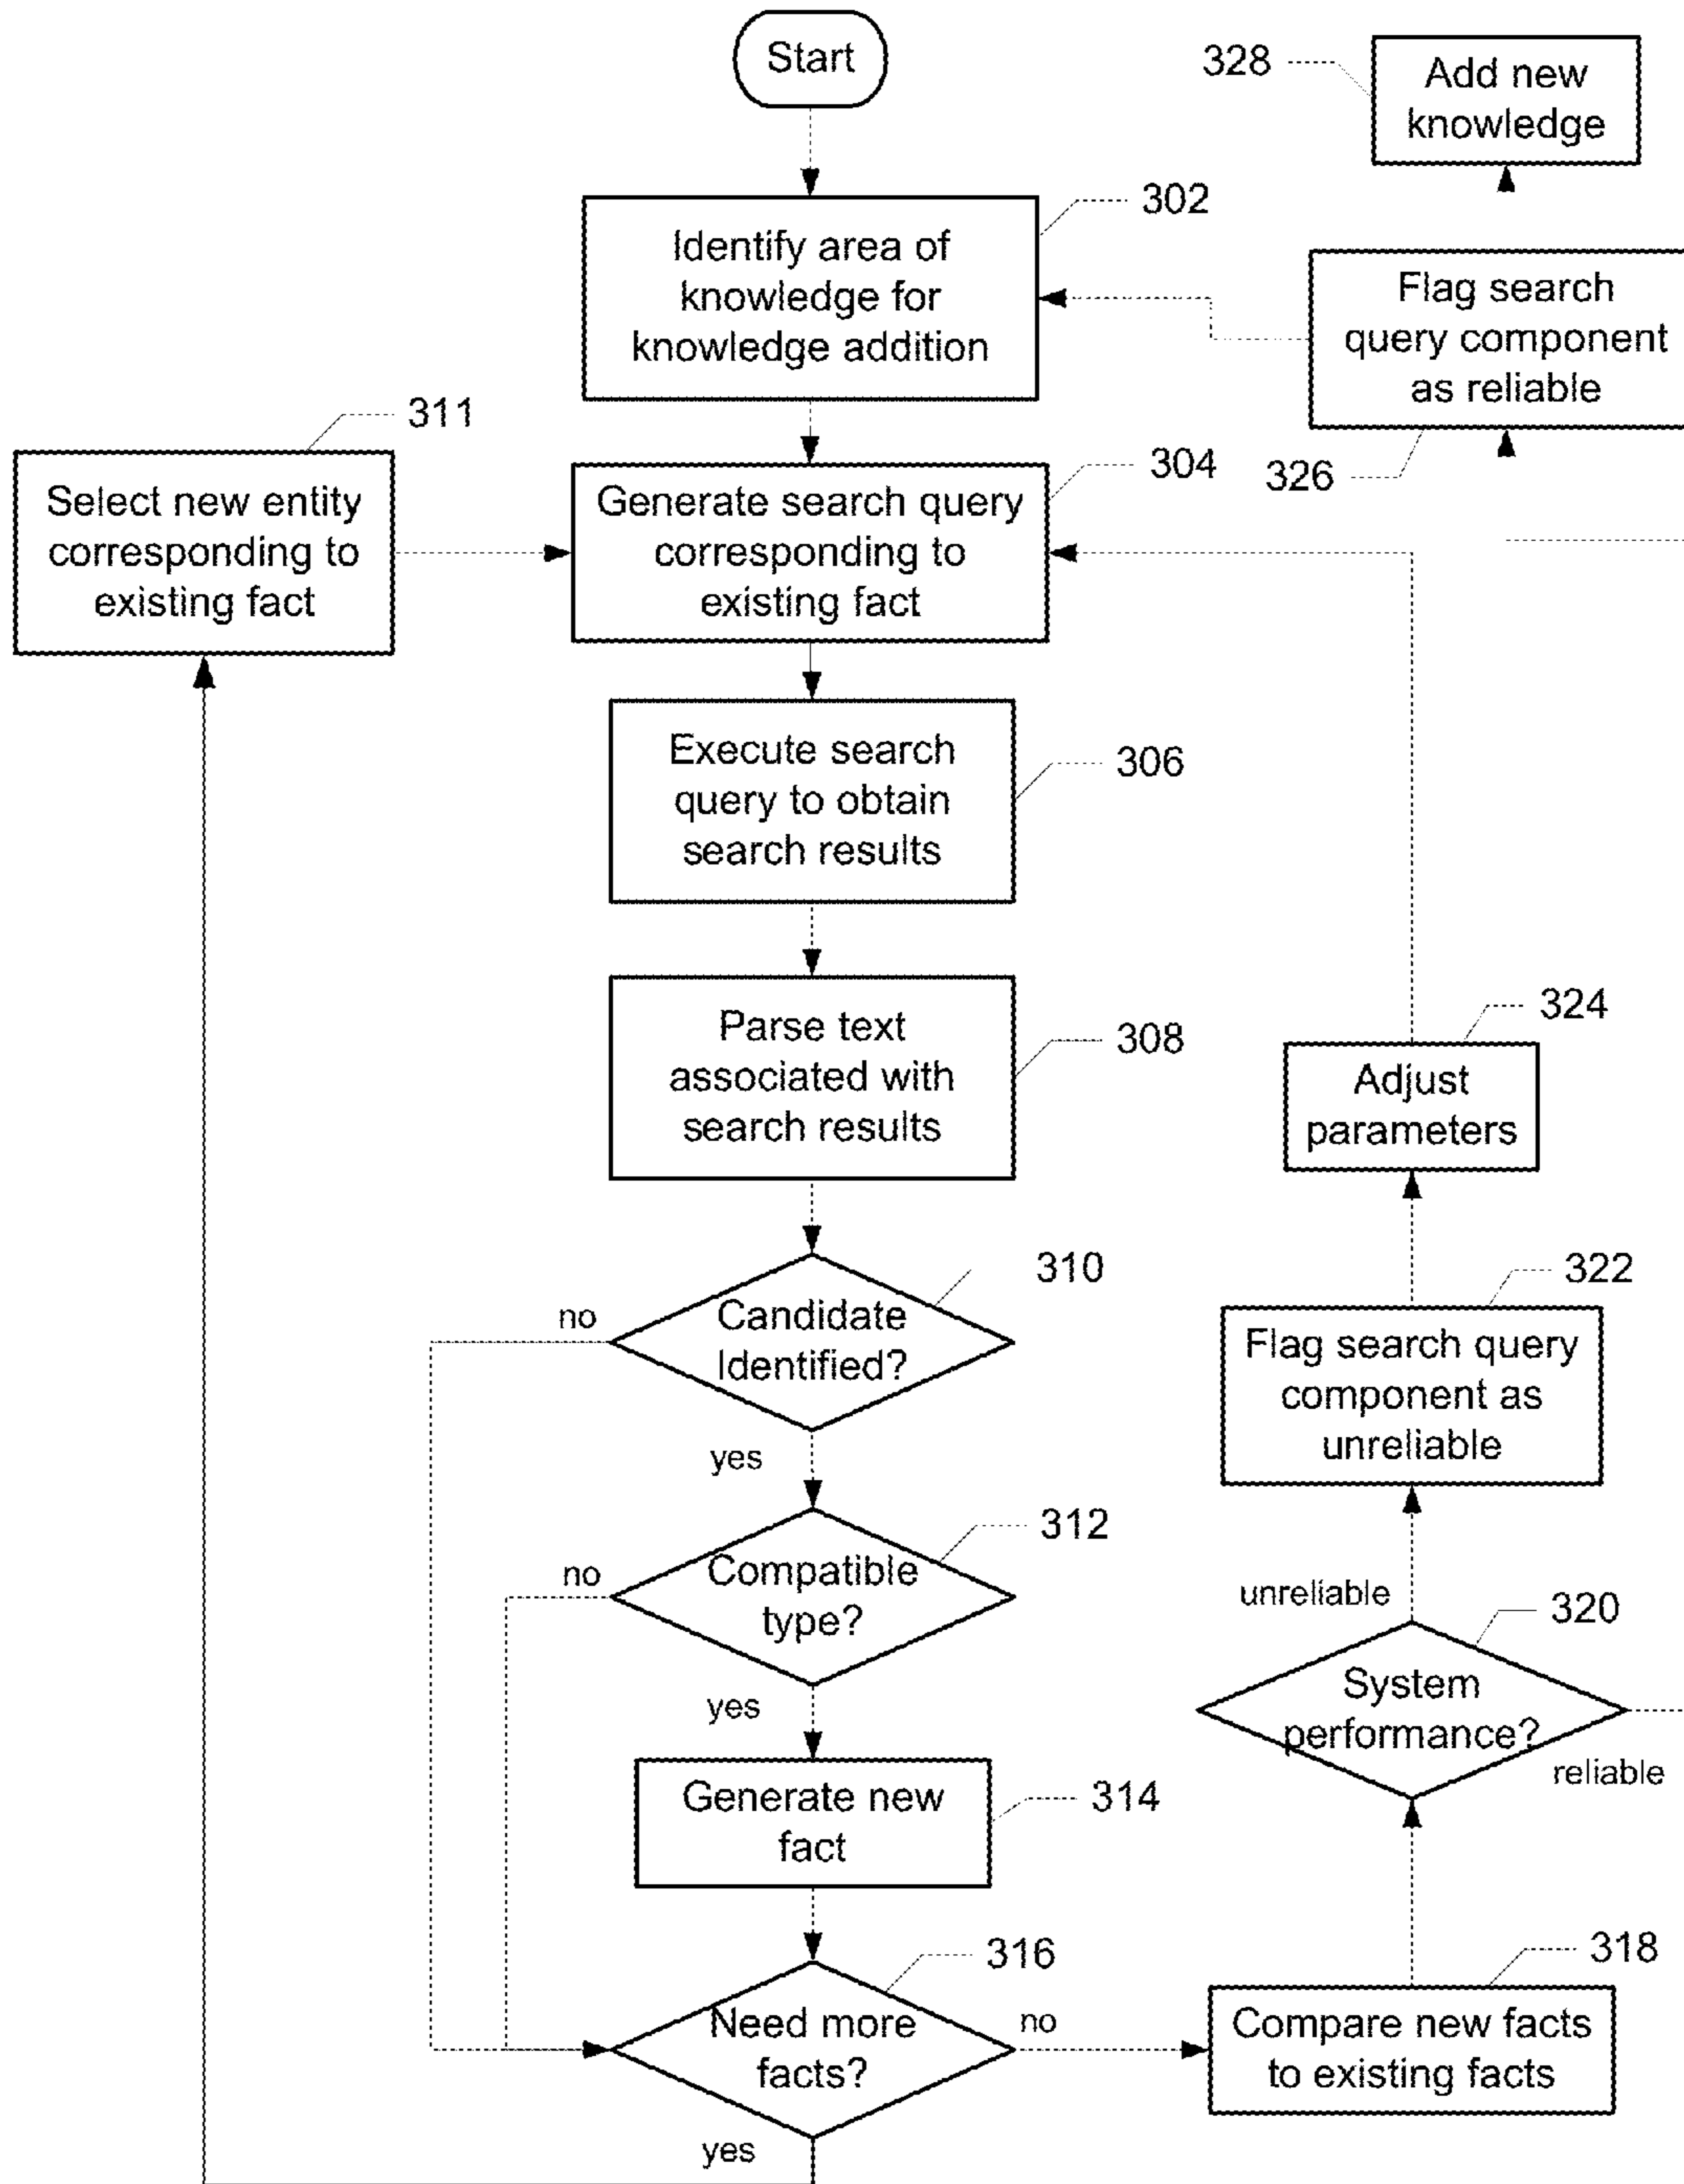 Start
328
Add new
knowledge
302
Identify area of
knowledge for
knowledge addition
Flag search
query component
as reliable
326
311
Select new entity
corresponding to
existing fact
304
Generate search query
corresponding to
existing fact
Execute search
query to obtain
search results
306
Parse text
associated with
search results
308
324
Adjust
parameters
310
Candidate
Identified?
no
yes
322
Flag search query
component as
unreliable
312
Compatible
type?
no
yes
unreliable
320
System
performance?
reliable
Generate new
fact
314
316
Need more
facts?
no
yes
318
Compare new facts
to existing facts